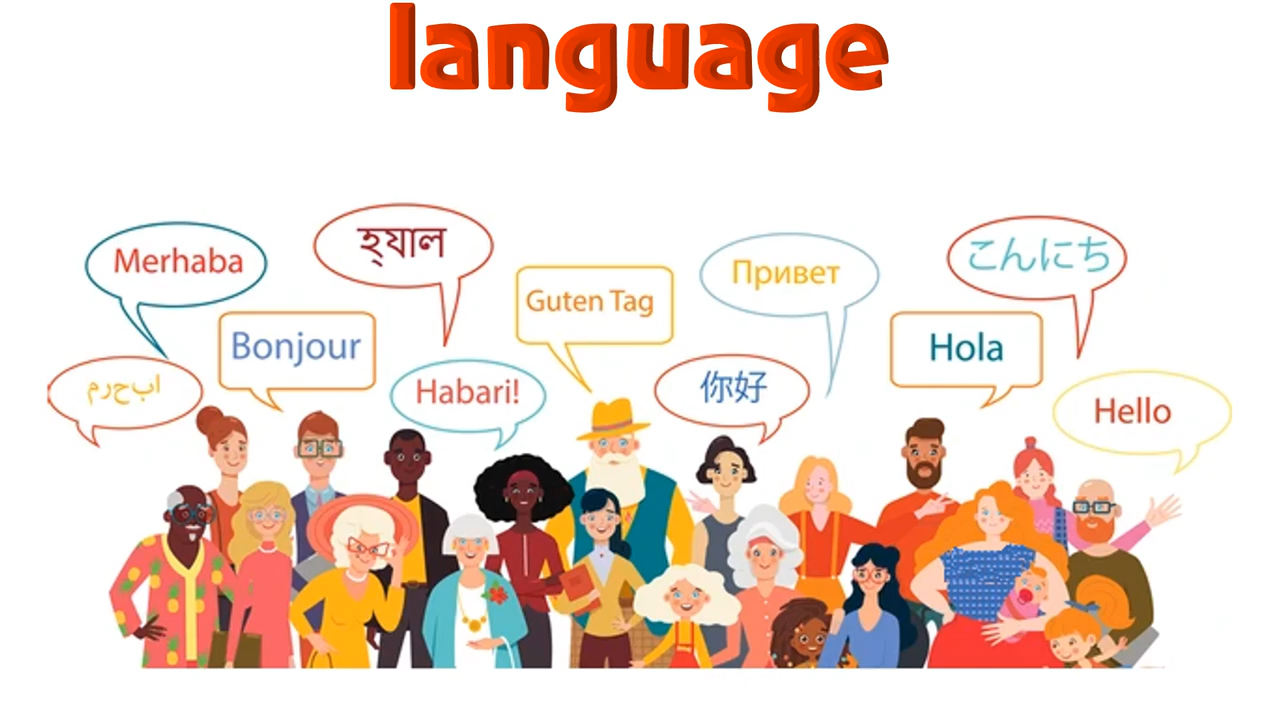 language
Merhaba
হ্যাল
Guten Tag
Привет
こんにち
Bonjour
Habari!
你好
Hola
Hello
ابحرم